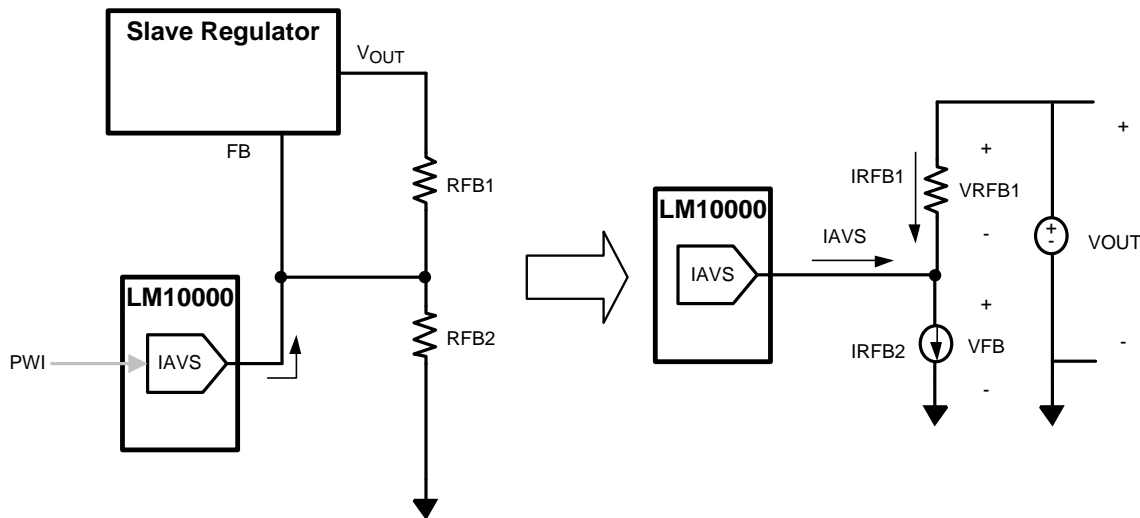 Slave Regulator
VOUT
FB
RFB1
RFB2
LM10000
IAVS
PWI
LM10000
IAVS
IAVS
IRFB1
+
VRFB1
-
+
IRFB2
VFB
-
+
-
+
VOUT
-